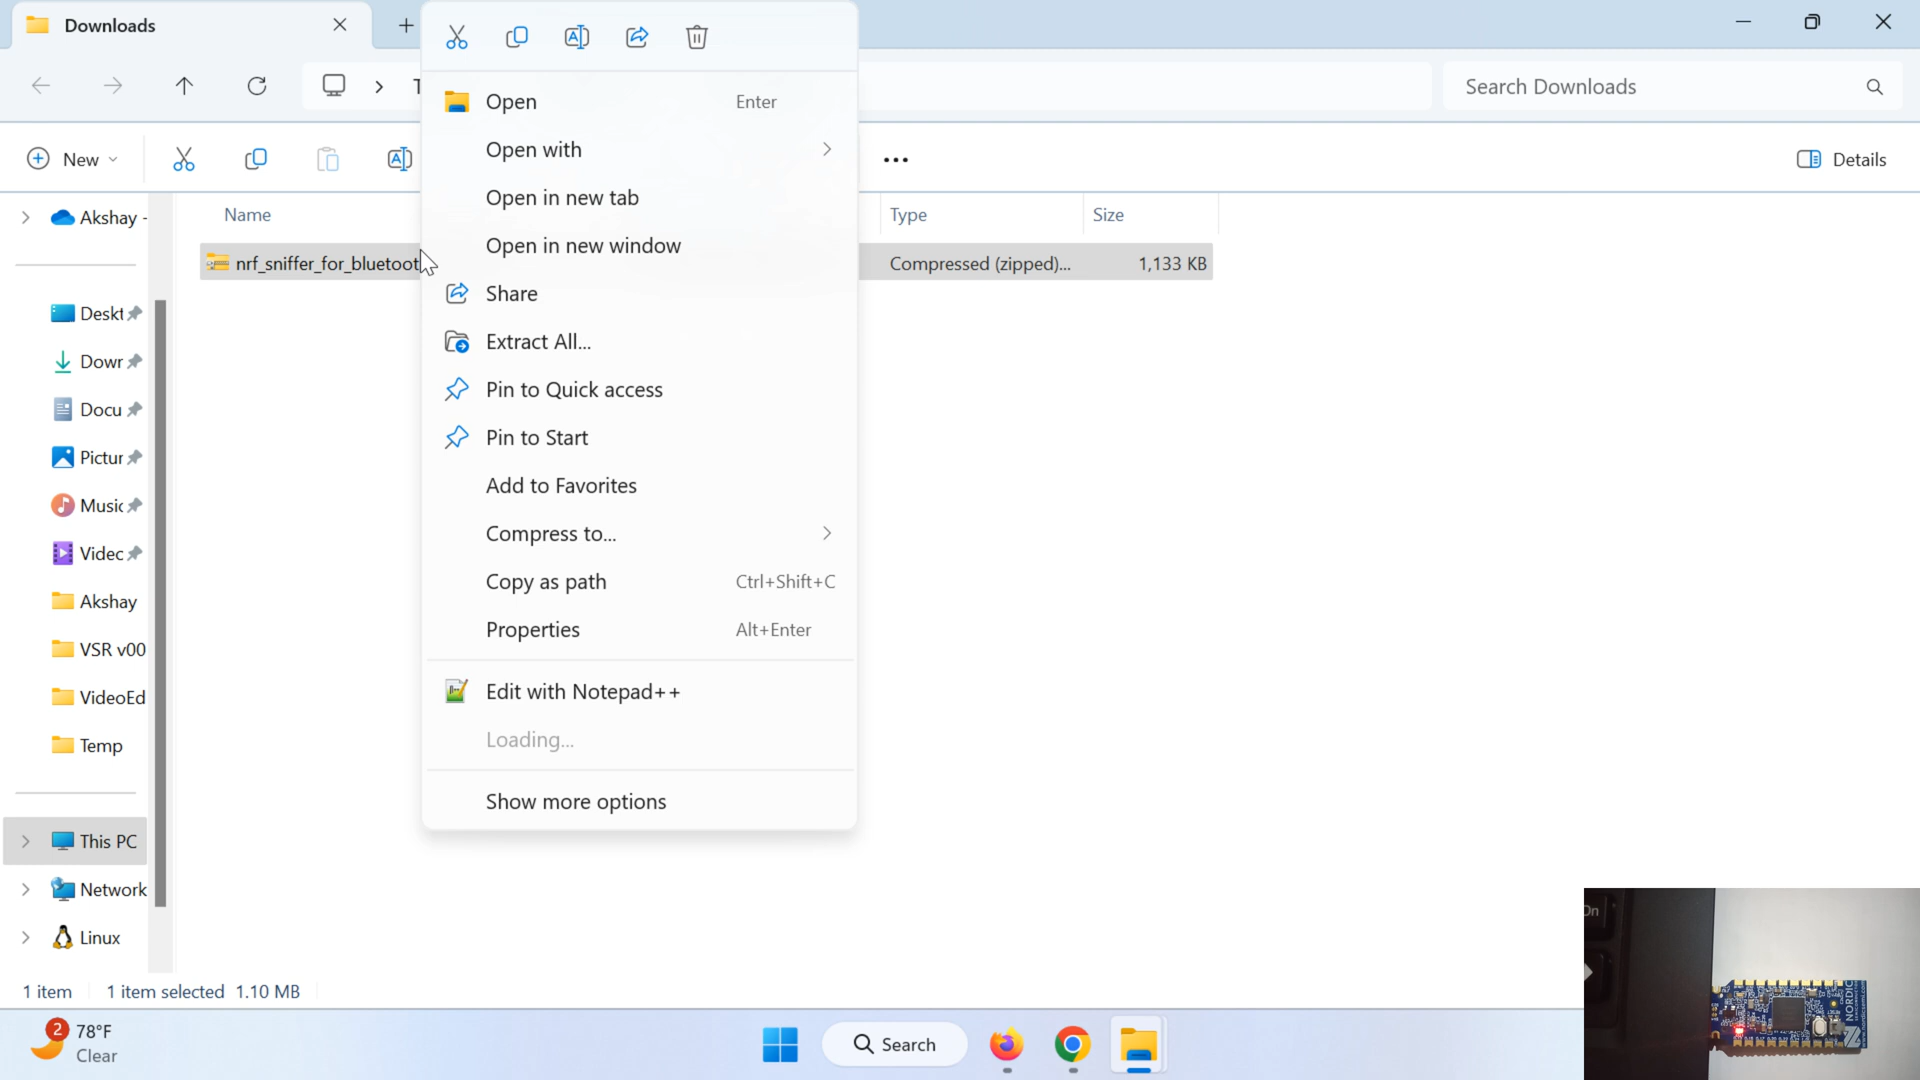 Downloads
T
Search Downloads
New
Details
Name
Type
Size
nrf_sniffer_for_bluetoot
Compressed (zipped)...
1,133 KB
Open
Enter
Open with
Open in new tab
Open in new window
Share
Extract All...
Pin to Quick access
Pin to Start
Add to Favorites
Compress to...
Copy as path
Ctrl+Shift+C
Properties
Alt+Enter
Edit with Notepad++
Loading...
Show more options
Akshay -
Deskt
Dowr
Docu
Pictur
Music
Videc
Akshay
VSR v00
VideoEd
Temp
This PC
Network
Linux
1 item
1 item selected 1.10 MB
2
78°F
Clear
Search
On
NORDIC